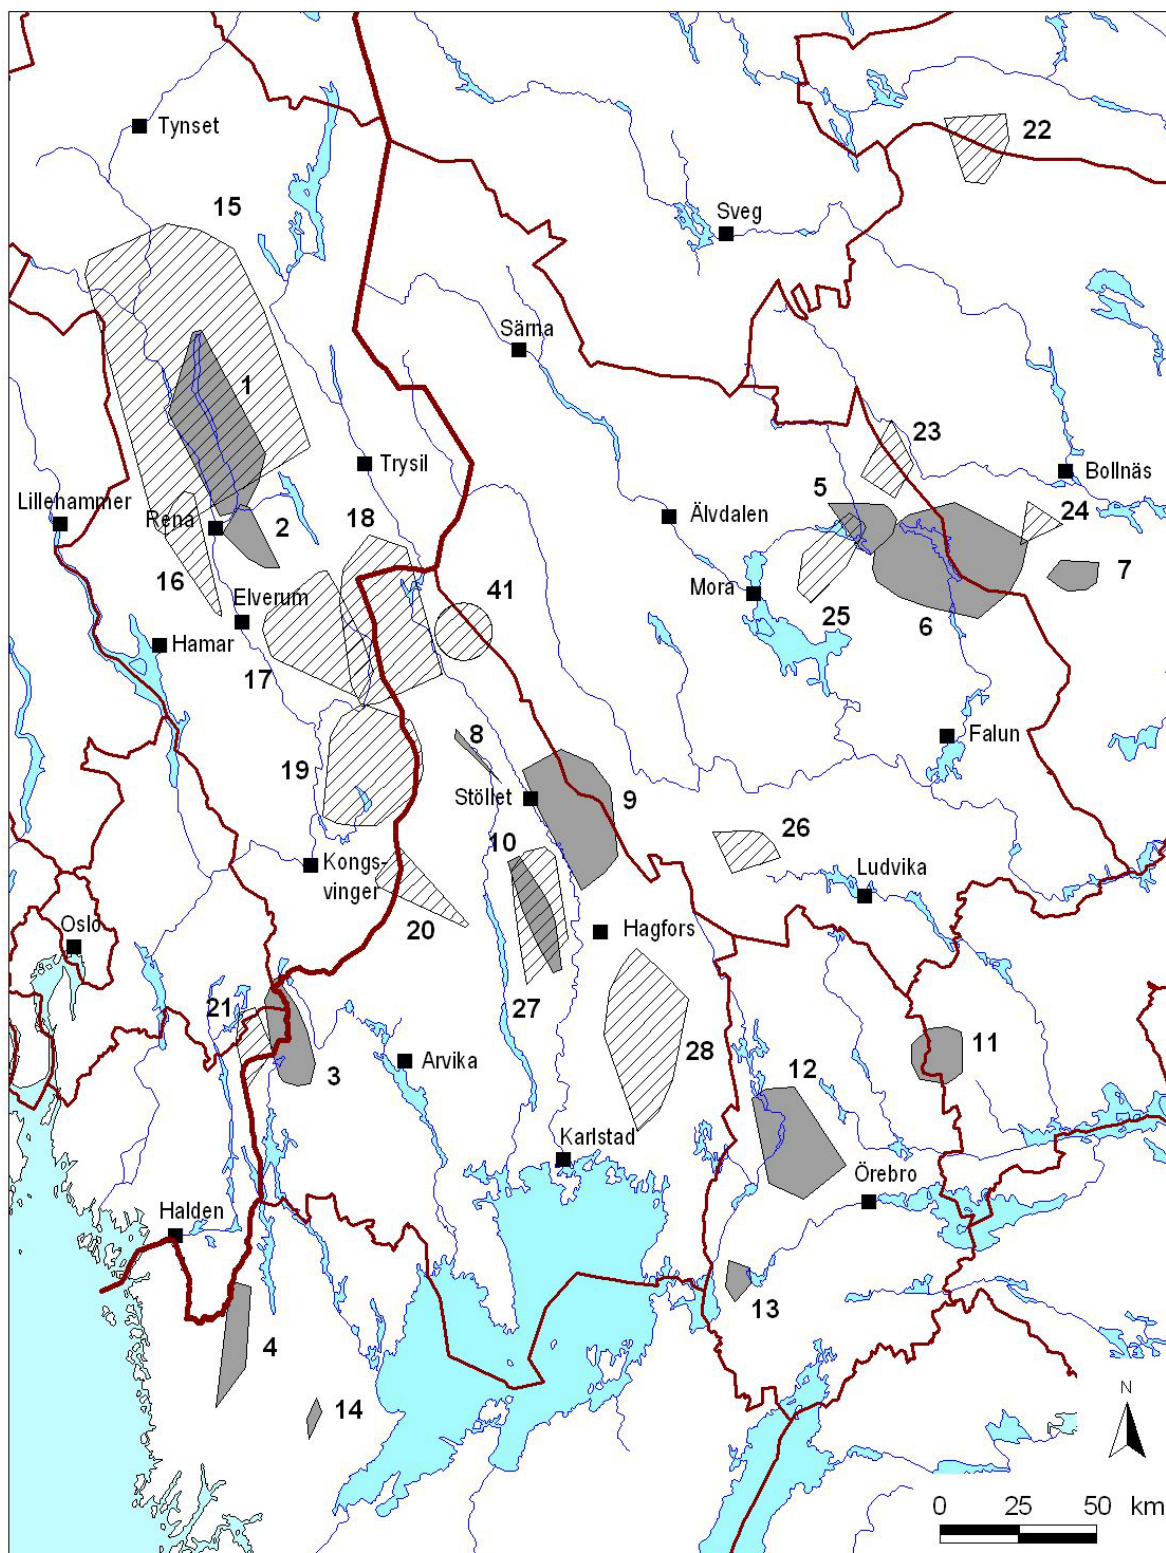 Tynset
22
15
Sveg
Särna
1
23
Trysil
Bollnäs
5
Lillehammer
Rena
2
18
Älvdalen
24
7
16
41
Mora
Elverum
25
6
Hamar
17
8
Falun
19
Stöllet
9
26
10
Kongs-
vinger
Ludvika
20
Oslo
Hagfors
21
27
28
11
3
Arvika
12
Karlstad
Örebro
Halden
13
4
14
N
0 25 50 km